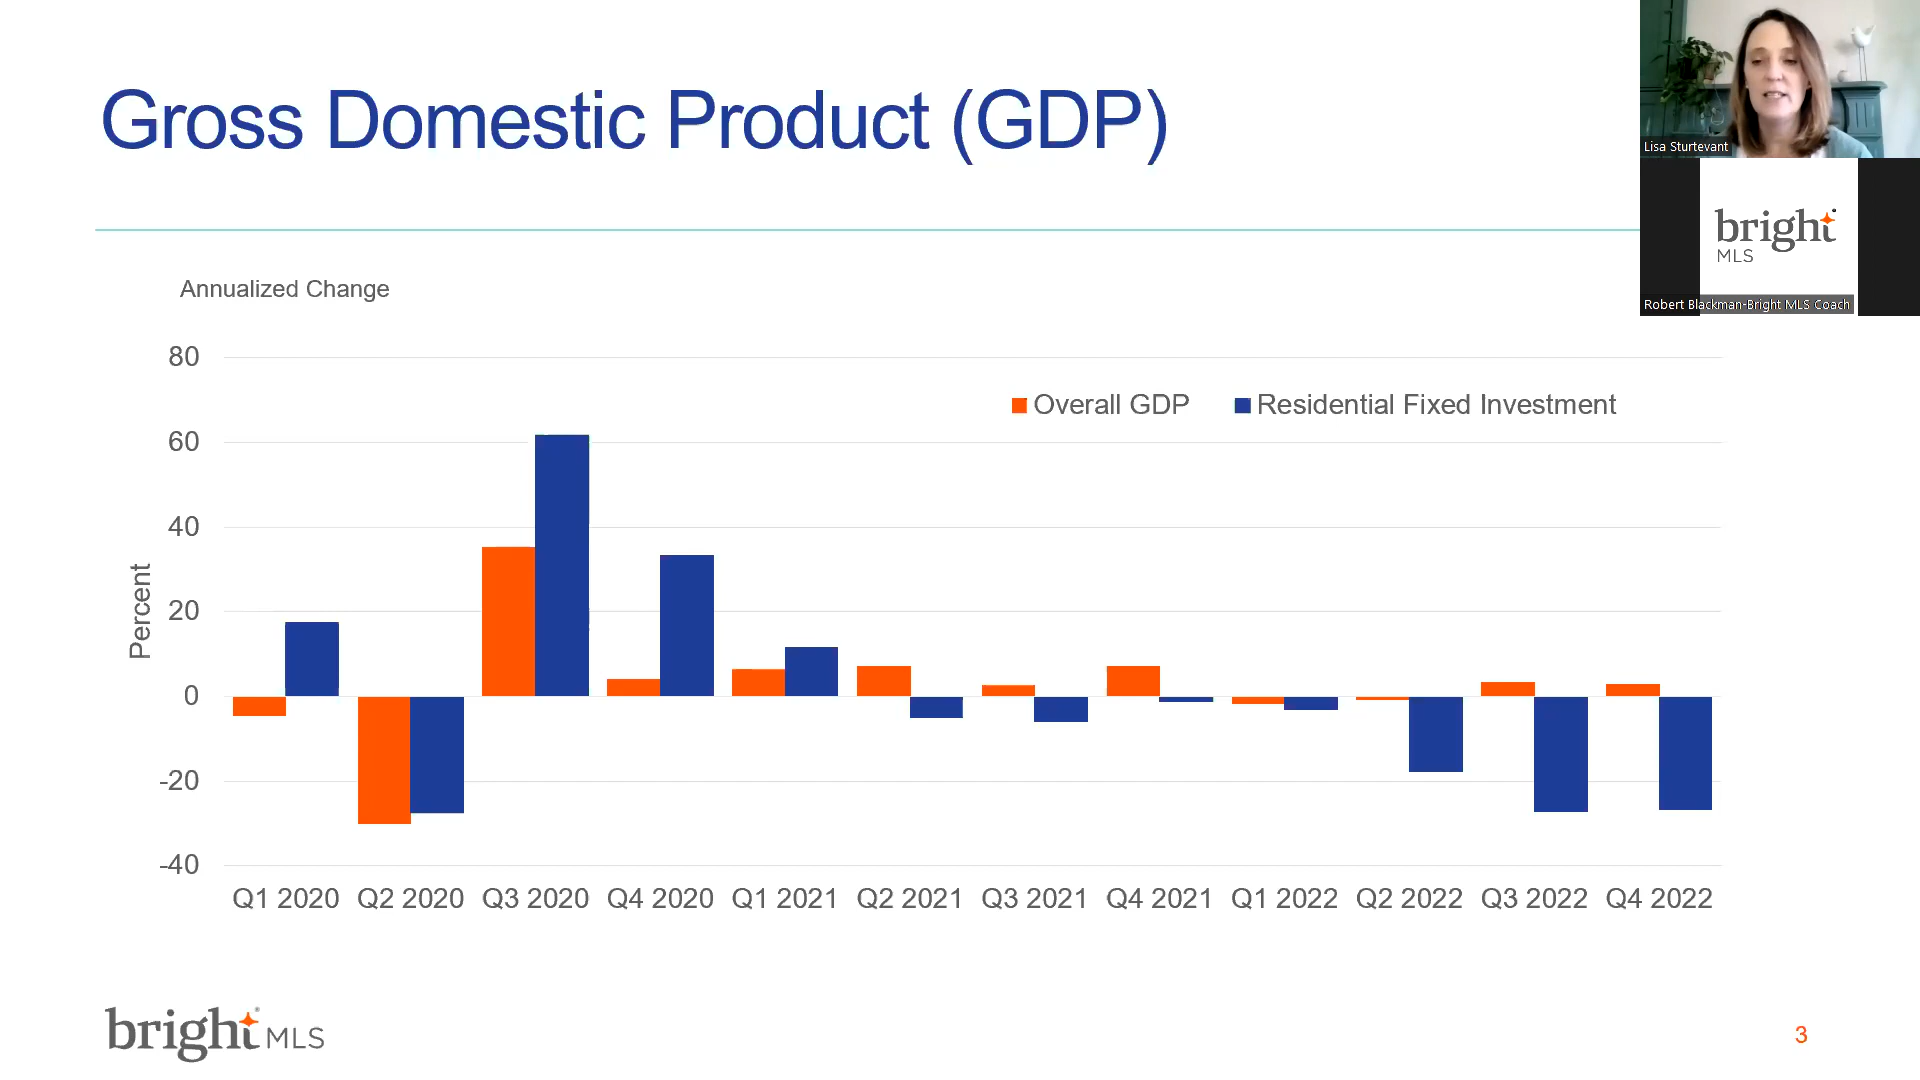 Gross Domestic Product (GDP)
Lisa Sturtevant
bright
MLS
Robert Blackman-Bright MLS Coach
Annualized Change
Overall GDP
Residential Fixed Investment
Percent
80
60
40
20
0
-20
-40
Q1 2020 Q2 2020 Q3 2020 Q4 2020 Q1 2021 Q2 2021 Q3 2021 Q4 2021 Q1 2022 Q2 2022 Q3 2022 Q4 2022
bright MLS
3